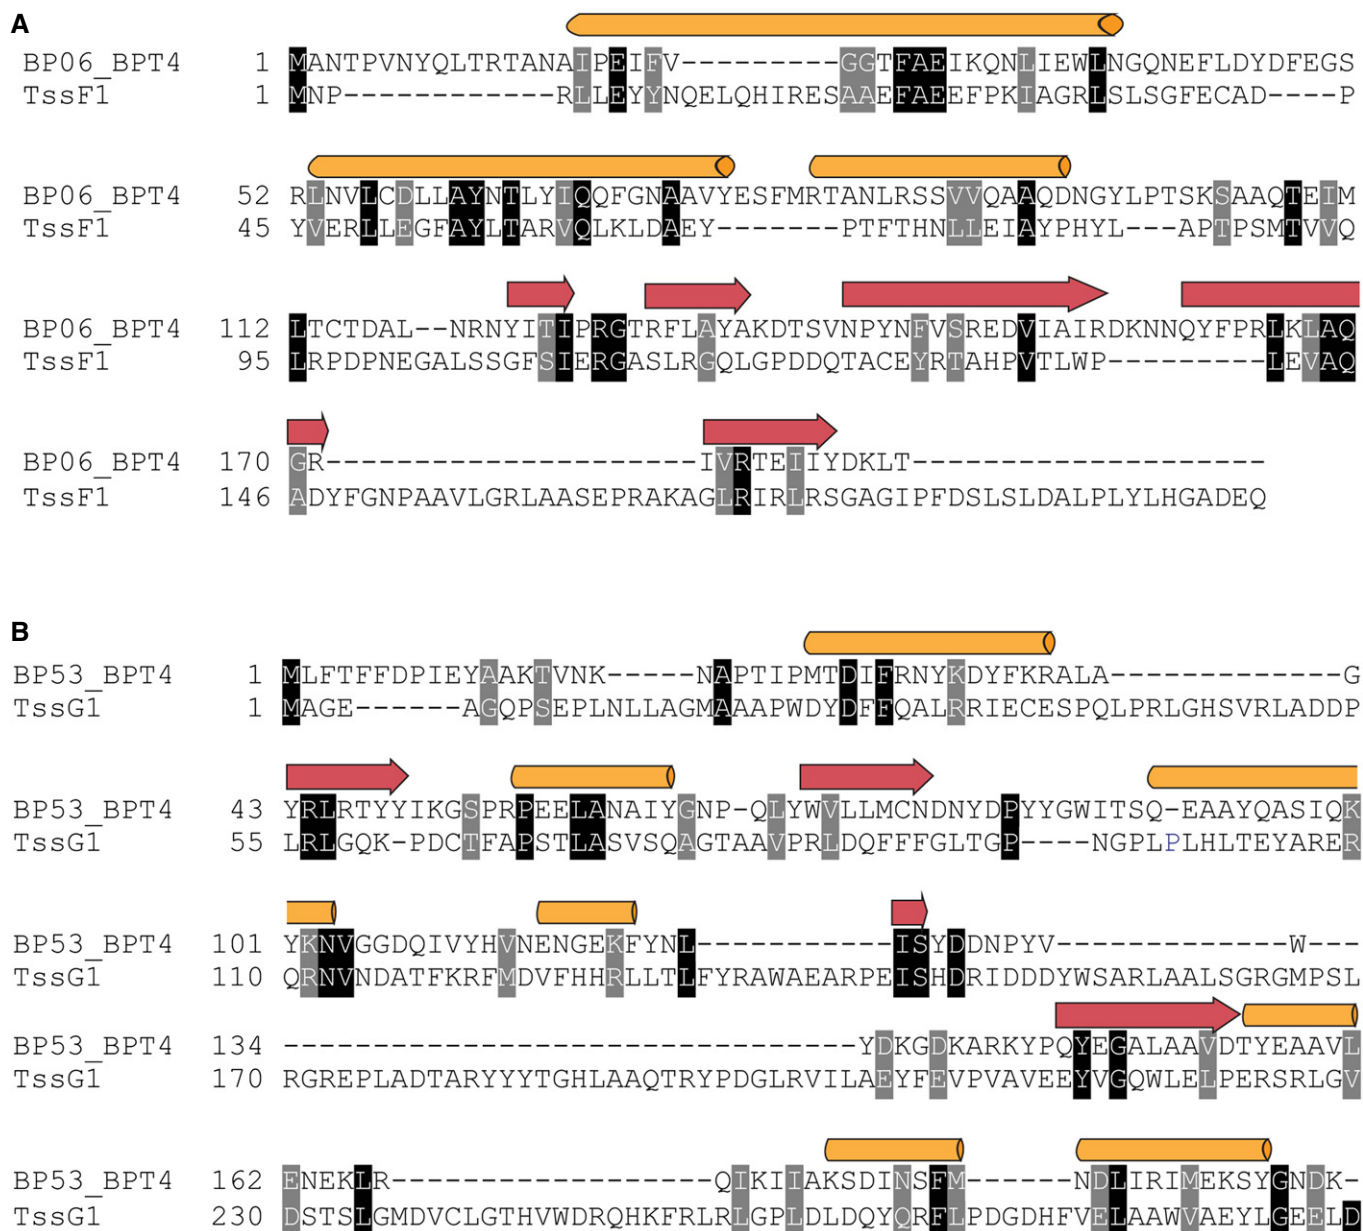 A
BP06_BPT4 1 MANTPVNYQLTRTANAIPEIFV---------GGTFAEIKQNLIEWLNGQNEFLDYDFEGS
TssF1 1 MNP------------RLLEYYNQELQHIRESAAEFAEEFPKIAGRLSLSGFECAD----P
BP06_BPT4 52 RLNVLCDLLAYNTLYIQQFGNAAVYESFMRTANLRSSVVQAAQDNGYLPTSKSAAQTEIM
TssF1 45 YVERLLEGFAYLTARVQLKLDAEY-------PTFTHNLLEIAYPHYL---APTPSMTVVQ
BP06_BPT4 112 LTCTDAL--NRNYITIPRGTRFLAYAKDTSVNPYNFVSREDVIAIRDKNNQYFPRLKLAQ
TssF1 95 LRPDPNEGALSSGFSIERGASLRGQLGPDDQTACEYRTAHPVTLWP---------LEVAQ
BP06_BPT4 170 GR---------------------IVRTEIIYDKLT--------------------
TssF1 146 ADYFGNPAAVLGRLAASEPRAKAGLRIRLRSGAGIPFDSLSLDALPLYLHGADEQ
B
BP53_BPT4 1 MLFTFFDPIEYAAKTVNK-----NAPTIPMTDIFRNYKDYFKRALA-------------G
TssG1 1 MAGE------AGQPSEPLNLLAGMAAAPWDYDFFQALRRIECESPQLPRLGHSVRLADDP
BP53_BPT4 43 YRLRTYYIKGSPRPEELANAIYGNP-QLYWVLLMCNDNYDPYYGWITSQ-EAAYQASIQK
TssG1 55 LRLGQK-PDCTFAPSTLASVSQAGTAAVPRLDQFFFGLTGP----NGPLPLHLTEYARER
BP53_BPT4 101 YKNVGGDQIVYHVNENGEKFYNL-----------ISYDDNPYV-------------W---
TssG1 110 QRNVNDATFKRFMDVFHHRLLTLFYRAWAEARPEISHDRIDDDYWSARLAALSGRGMPSL
BP53_BPT4 134 --------------------------------YDKGDKARKYPQYEGALAAVDTYEAAVL
TssG1 170 RGREPLADTARYYYTGHLAAQTRYPDGLRVILAEYFEVPVAVEEYVGQWLELPERSRLGV
BP53_BPT4 162 ENEKLR------------------QIKIIAKSDINSFM------NDLIRIMEKSYGNDK-
TssG1 230 DSTSLGMDVCLGTHVWDRQHKFRLRLGPLDLDQYQRFLPDGDHFVELAAWVAEYLGEELD